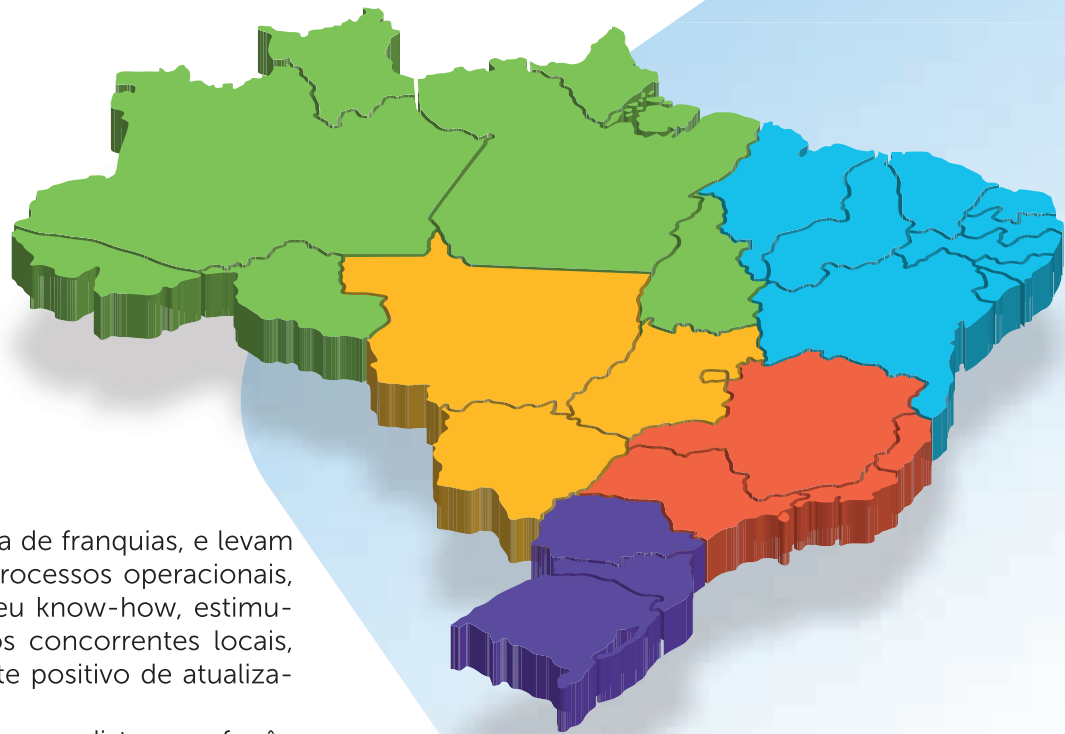 a de franquias, e levam
rocessos operacionais,
eu know-how, estimu-
os concorrentes locais,
te positivo de atualiza-